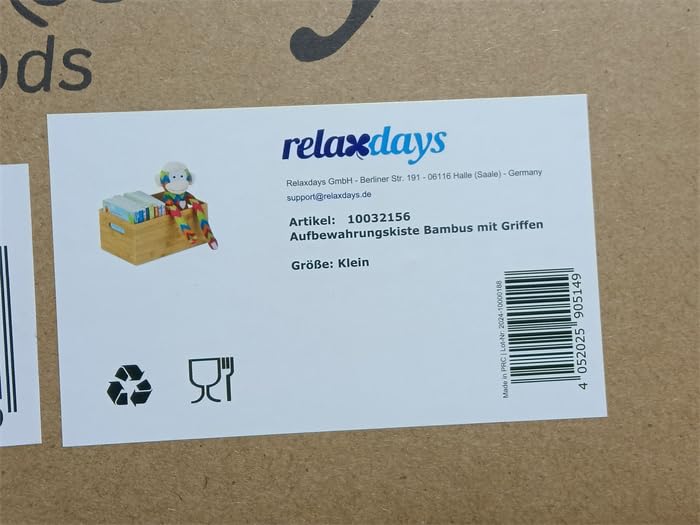 ods
relaxdays
Relaxdays GmbH - Berliner Str. 191 - 06116 Halle (Saale) - Germany
support@relaxdays.de
Artikel: 10032156
Aufbewahrungskiste Bambus mit Griffen
Größe: Klein
Made in PRC | Lot-Nr: 2024-10000188
4 052025 905149